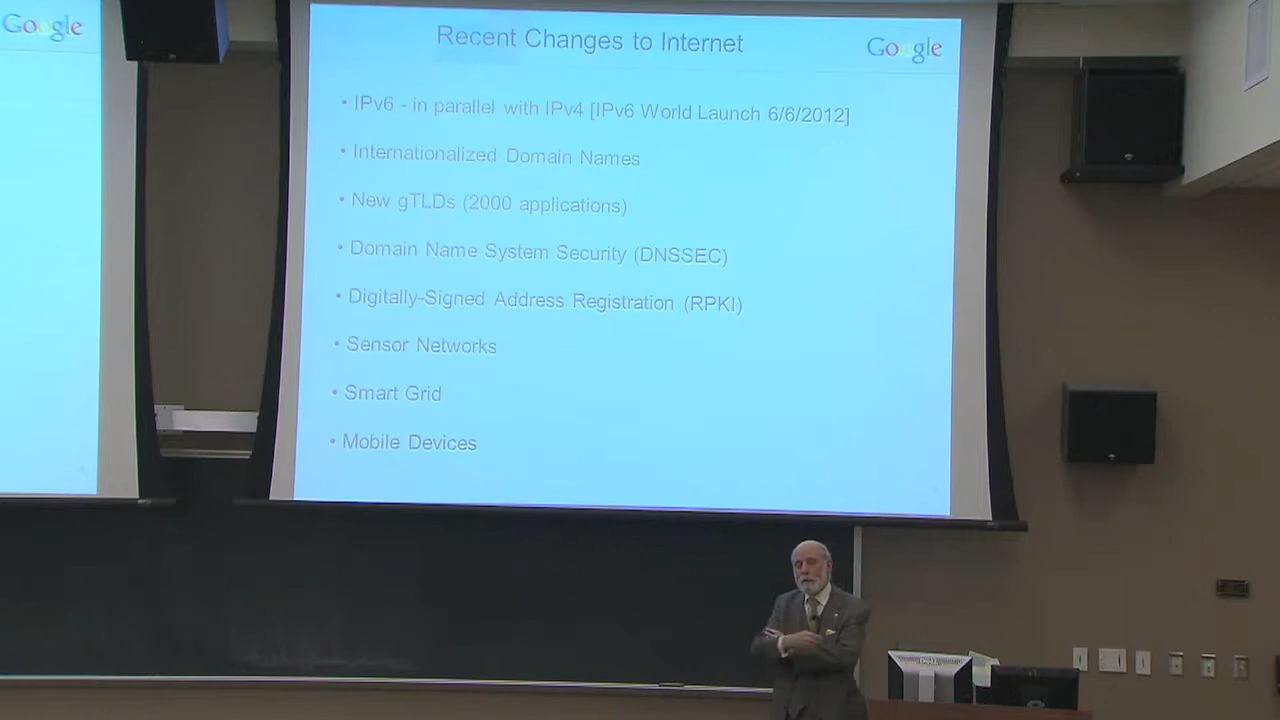 Google
Recent Changes to Internet
Google
• IPv6 - in parallel with IPv4 [IPv6 World Launch 6/6/2012]
• Internationalized Domain Names
• New gTLDs (2000 applications)
• Domain Name System Security (DNSSEC)
• Digitally-Signed Address Registration (RPKI)
• Sensor Networks
• Smart Grid
• Mobile Devices
DELL